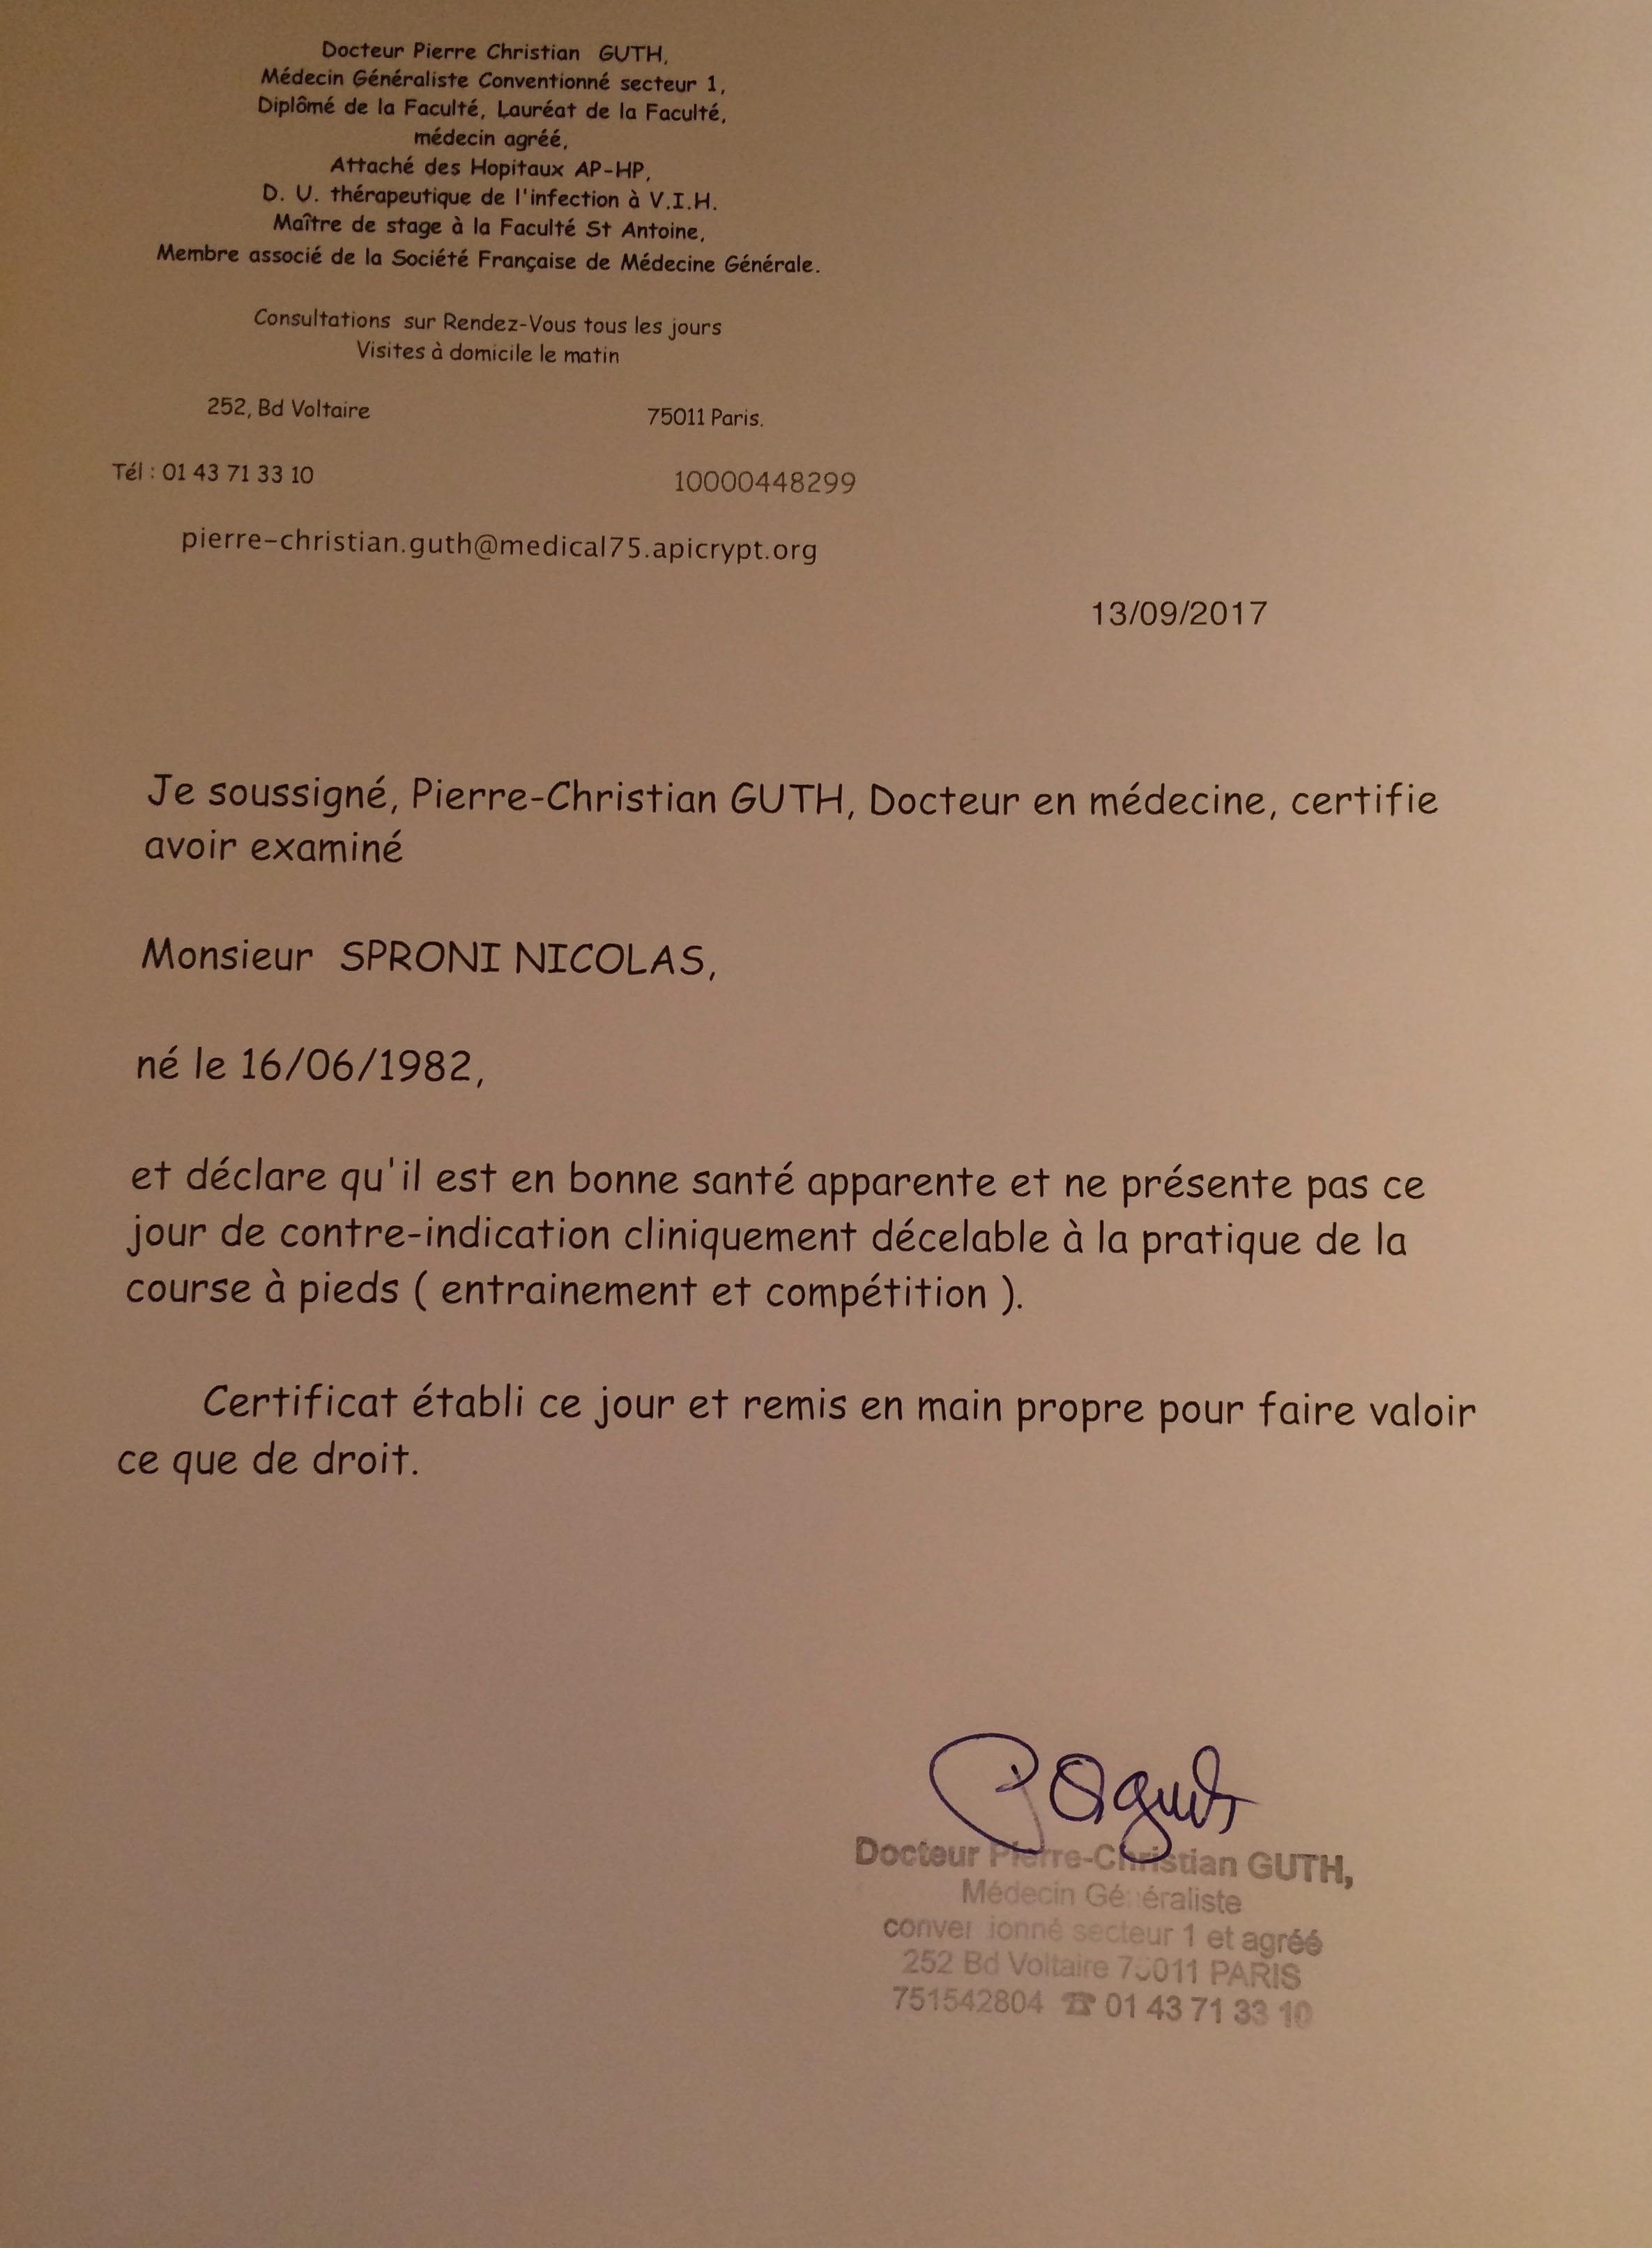 Docteur Pierre Christian GUTH,
Médecin Généraliste Conventionné secteur 1,
Diplômé de la Faculté, Lauréat de la Faculté,
médecin agréé,
Attaché des Hopitaux AP-HP,
D. U. thérapeutique de l'infection à V.I.H.
Maître de stage à la Faculté St Antoine,
Membre associé de la Société Française de Médecine Générale.
Consultations sur Rendez-Vous tous les jours
Visites à domicile le matin
252, Bd Voltaire 75011 Paris.
Tél : 01 43 71 33 10 10000448299
pierre-christian.guth@medical75.apicrypt.org
13/09/2017
Je soussigné, Pierre-Christian GUTH, Docteur en médecine, certifie
avoir examiné
Monsieur SPRONI NICOLAS,
né le 16/06/1982,
et déclare qu'il est en bonne santé apparente et ne présente pas ce
jour de contre-indication cliniquement décelable à la pratique de la
course à pieds ( entrainement et compétition ).
Certificat établi ce jour et remis en main propre pour faire valoir
ce que de droit.
Docteur Pierre-Christian GUTH,
Médecin Généraliste
conventionné secteur 1 et agréé
252 Bd Voltaire 75011 PARIS
751542804 ☎ 01 43 71 33 10